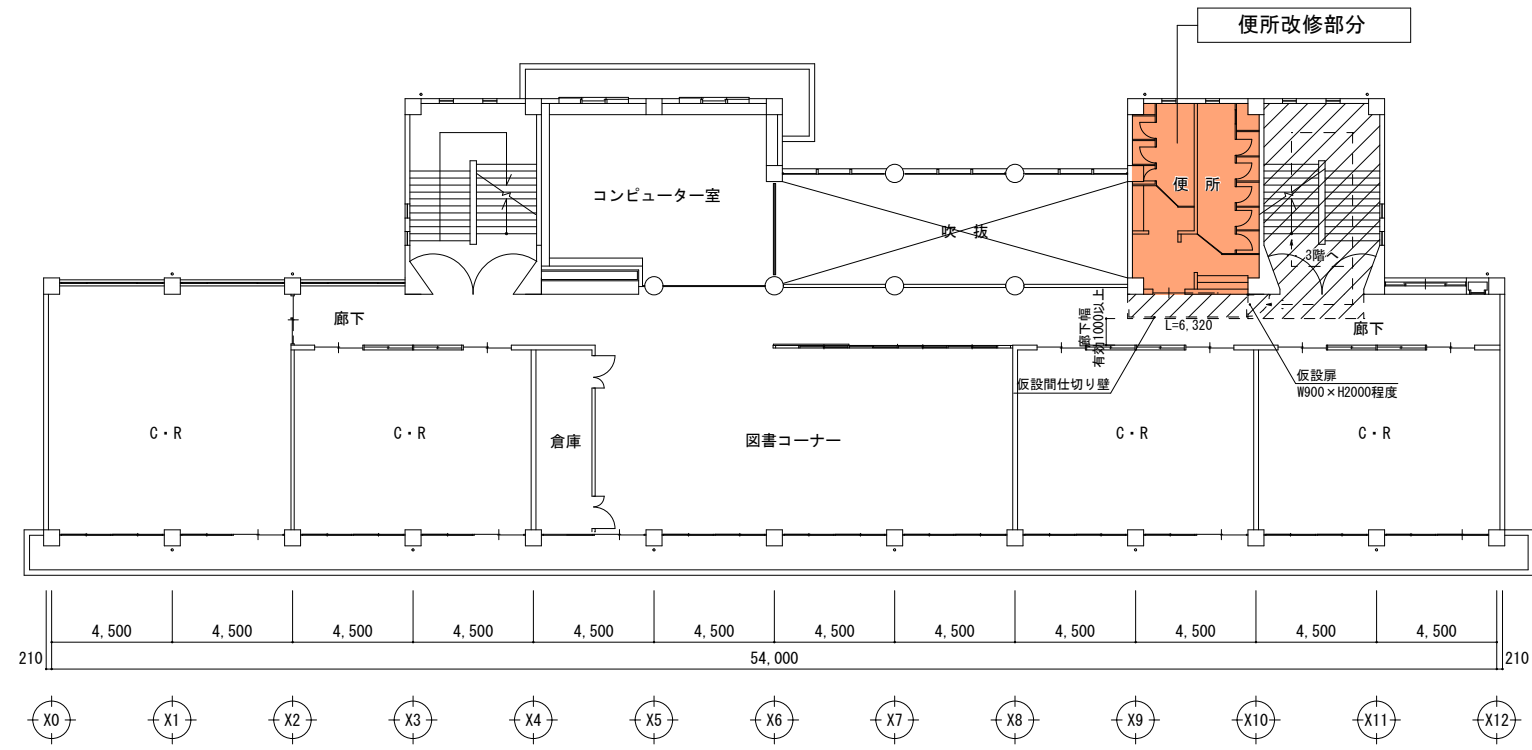 便所改修部分
コンピューター室
吹 抜
便 所
3階へ
廊下
廊下幅
有効1000以上
L=6,320
廊下
仮設間仕切り壁
仮設扉
W900×H2000程度
C・R
C・R
倉庫
図書コーナー
C・R
C・R
4,500 4,500 4,500 4,500 4,500 4,500 4,500 4,500 4,500 4,500 4,500 4,500
210 54,000 210
X0 X1 X2 X3 X4 X5 X6 X7 X8 X9 X10 X11 X12